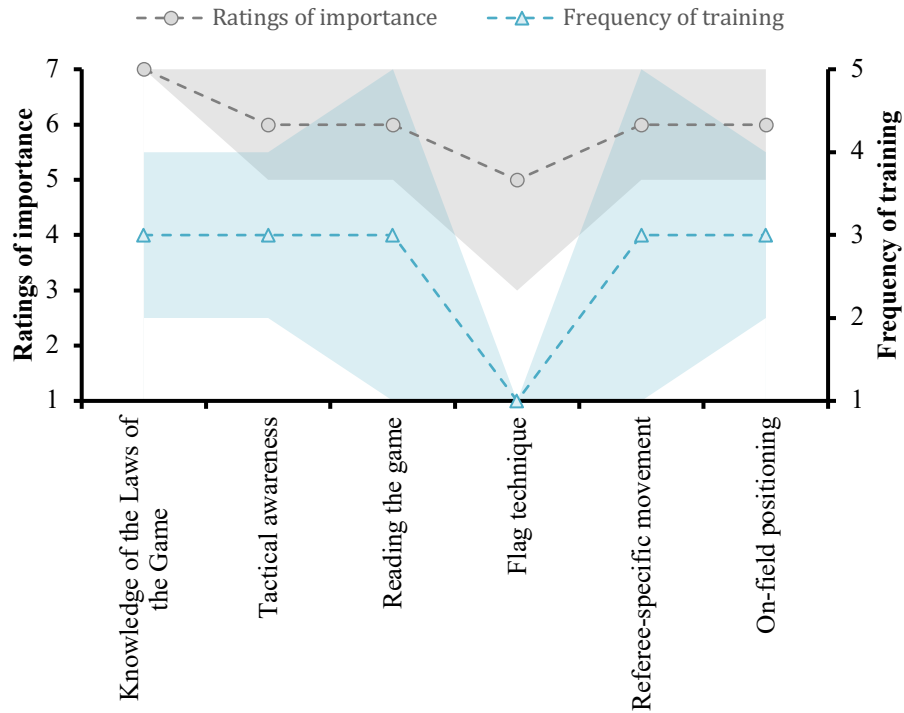 Ratings of importance
Frequency of training
7
6
5
4
3
2
1
Ratings of importance
5
4
3
2
1
Frequency of training
Knowledge of the Laws of
the Game
Tactical awareness
Reading the game
Flag technique
Referee-specific movement
On-field positioning